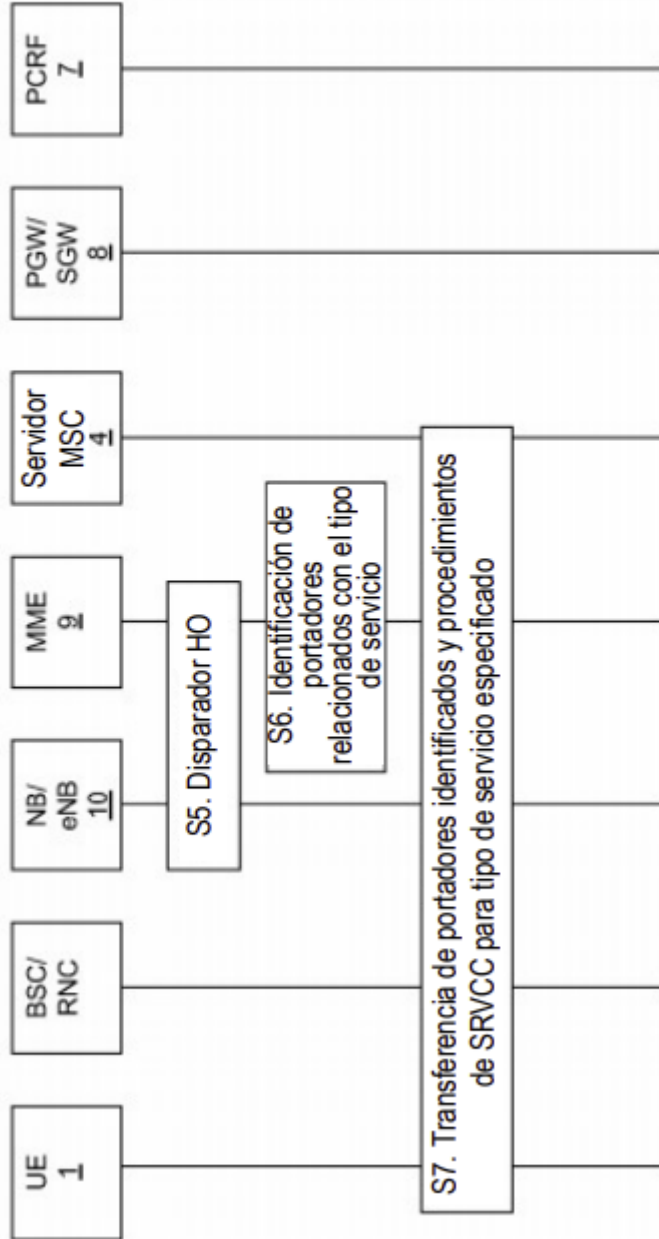 UE
1
BSC/
RNC
NB/
eNB
10
MME
9
Servidor
MSC
4
PGW/
SGW
8
PCRF
7
S5. Disparador HO
S6. Identificación de
portadores
relacionados con el tipo
de servicio
S7. Transferencia de portadores identificados y procedimientos
de SRVCC para tipo de servicio especificado